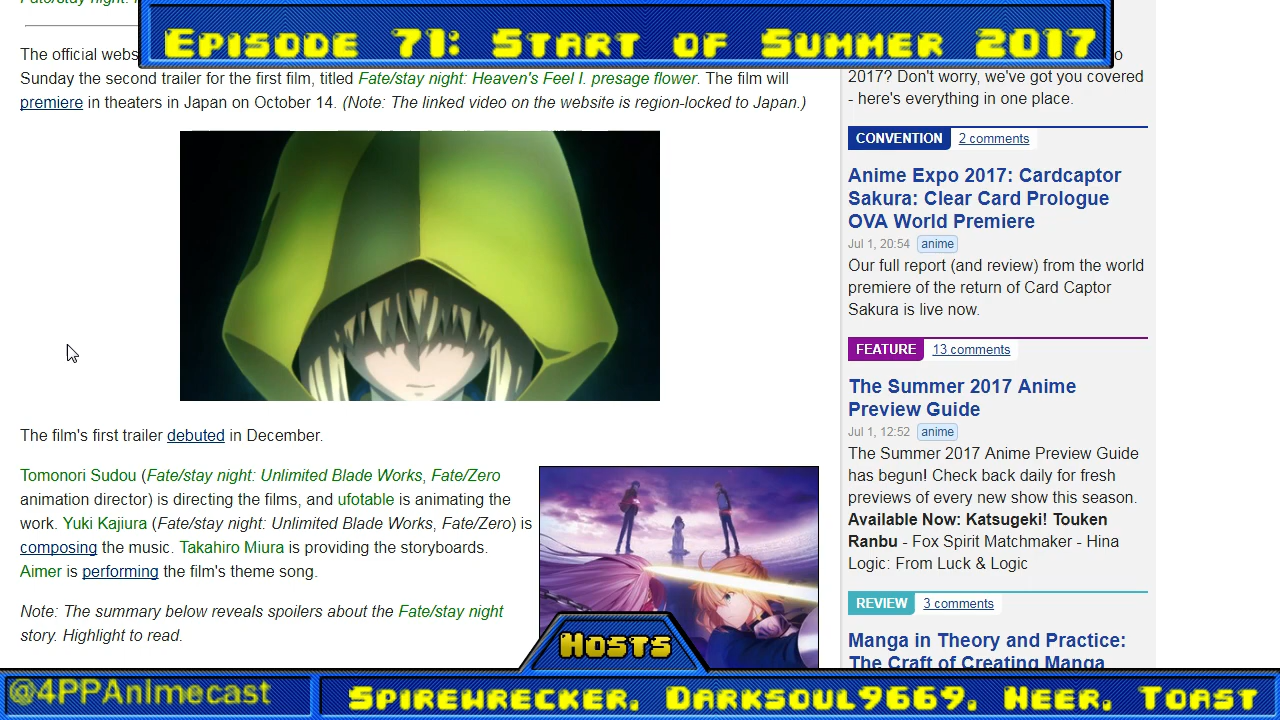 Episode 71: Start of Summer 2017
The official webs
Sunday the second trailer for the first film, titled Fate/stay night: Heaven's Feel I. presage flower. The film will
premiere in theaters in Japan on October 14. (Note: The linked video on the website is region-locked to Japan.)
The film's first trailer debuted in December.
Tomonori Sudou (Fate/stay night: Unlimited Blade Works, Fate/Zero
animation director) is directing the films, and ufotable is animating the
work. Yuki Kajiura (Fate/stay night: Unlimited Blade Works, Fate/Zero) is
composing the music. Takahiro Miura is providing the storyboards.
Aimer is performing the film's theme song.
Note: The summary below reveals spoilers about the Fate/stay night
story. Highlight to read.
2017? Don't worry, we've got you covered
- here's everything in one place.
CONVENTION 2 comments
Anime Expo 2017: Cardcaptor
Sakura: Clear Card Prologue
OVA World Premiere
Jul 1, 20:54 anime
Our full report (and review) from the world
premiere of the return of Card Captor
Sakura is live now.
FEATURE 13 comments
The Summer 2017 Anime
Preview Guide
Jul 1, 12:52 anime
The Summer 2017 Anime Preview Guide
has begun! Check back daily for fresh
previews of every new show this season.
Available Now: Katsugeki! Touken
Ranbu - Fox Spirit Matchmaker - Hina
Logic: From Luck & Logic
REVIEW 3 comments
Manga in Theory and Practice:
The Craft of Creating Manga
Hosts
@4PPAnimecast
Spirewrecker, Darksoul9669, Neer, Toast